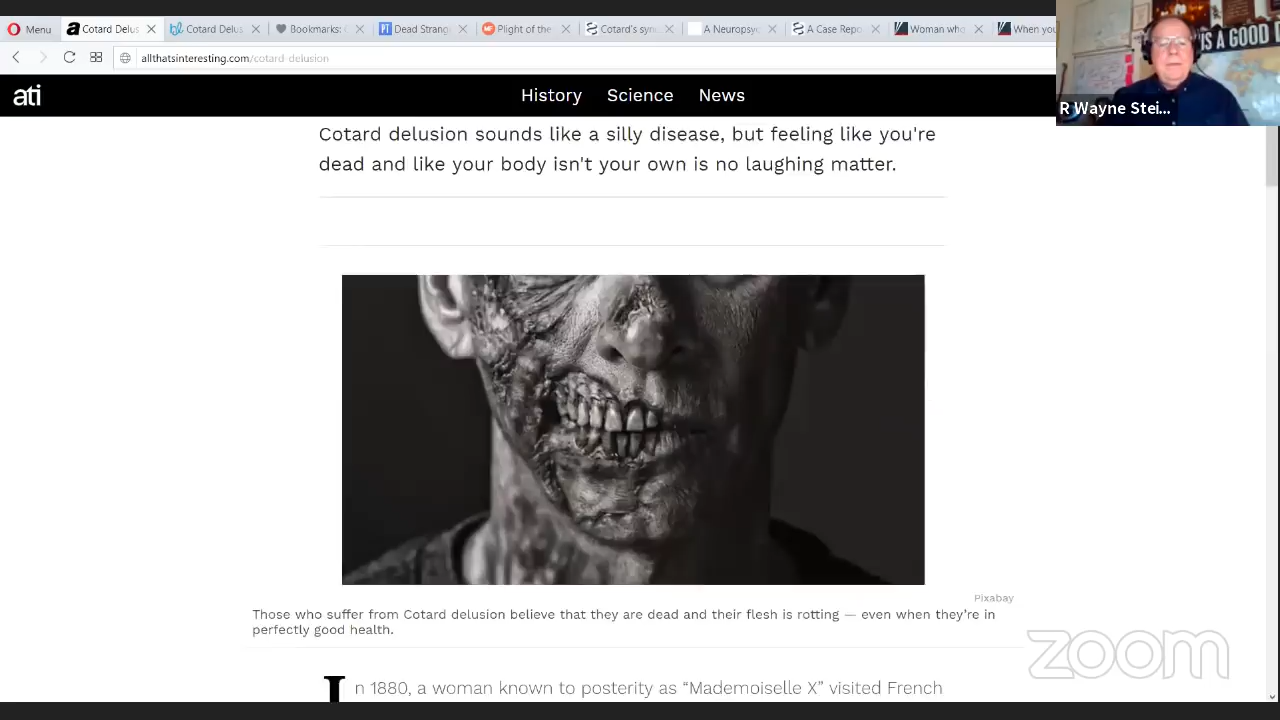 Menu
Cotard Delus
Cotard Delus
Bookmarks:
Dead Strang
Plight of the
Cotard's syn
A Neuropsyc
A Case Repo
Woman who
When you
allthatsinteresting.com/cotard-delusion
IS A GOOD
R Wayne Stei...
ati
History Science News
Cotard delusion sounds like a silly disease, but feeling like you're
dead and like your body isn't your own is no laughing matter.
Pixabay
Those who suffer from Cotard delusion believe that they are dead and their flesh is rotting — even when they're in
perfectly good health.
In 1880, a woman known to posterity as “Mademoiselle X” visited French
zoom